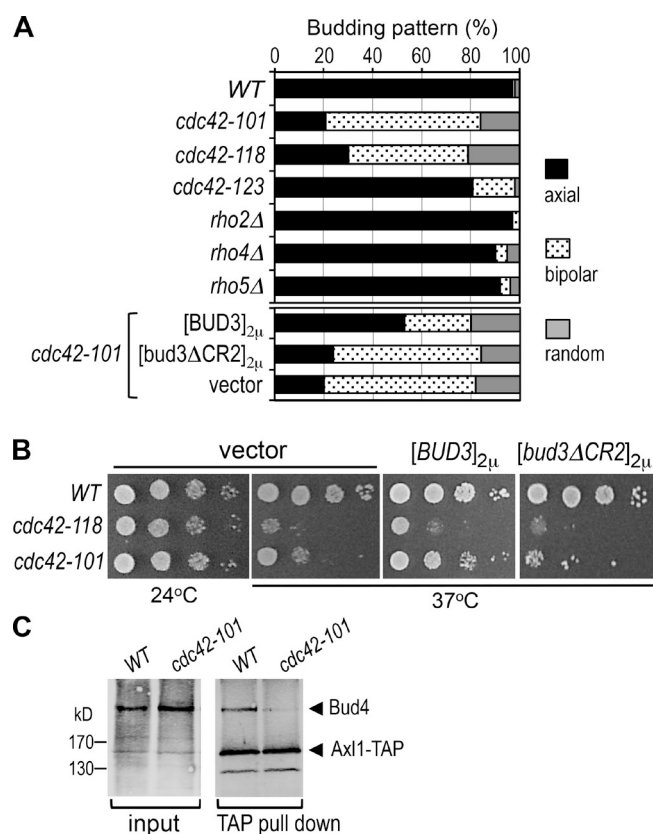 A
Budding pattern (%)
0 20 40 60 80 100
WT
cdc42-101
cdc42-118
cdc42-123
rho2Δ
rho4Δ
rho5Δ
axial
bipolar
random
cdc42-101
[BUD3]2μ
[bud3ΔCR2]2μ
vector
B
vector [BUD3]2μ [bud3ΔCR2]2μ
WT
cdc42-118
cdc42-101
24°C 37°C
C
WT cdc42-101 WT cdc42-101
kD
170
130
Bud4
Axl1-TAP
input TAP pull down